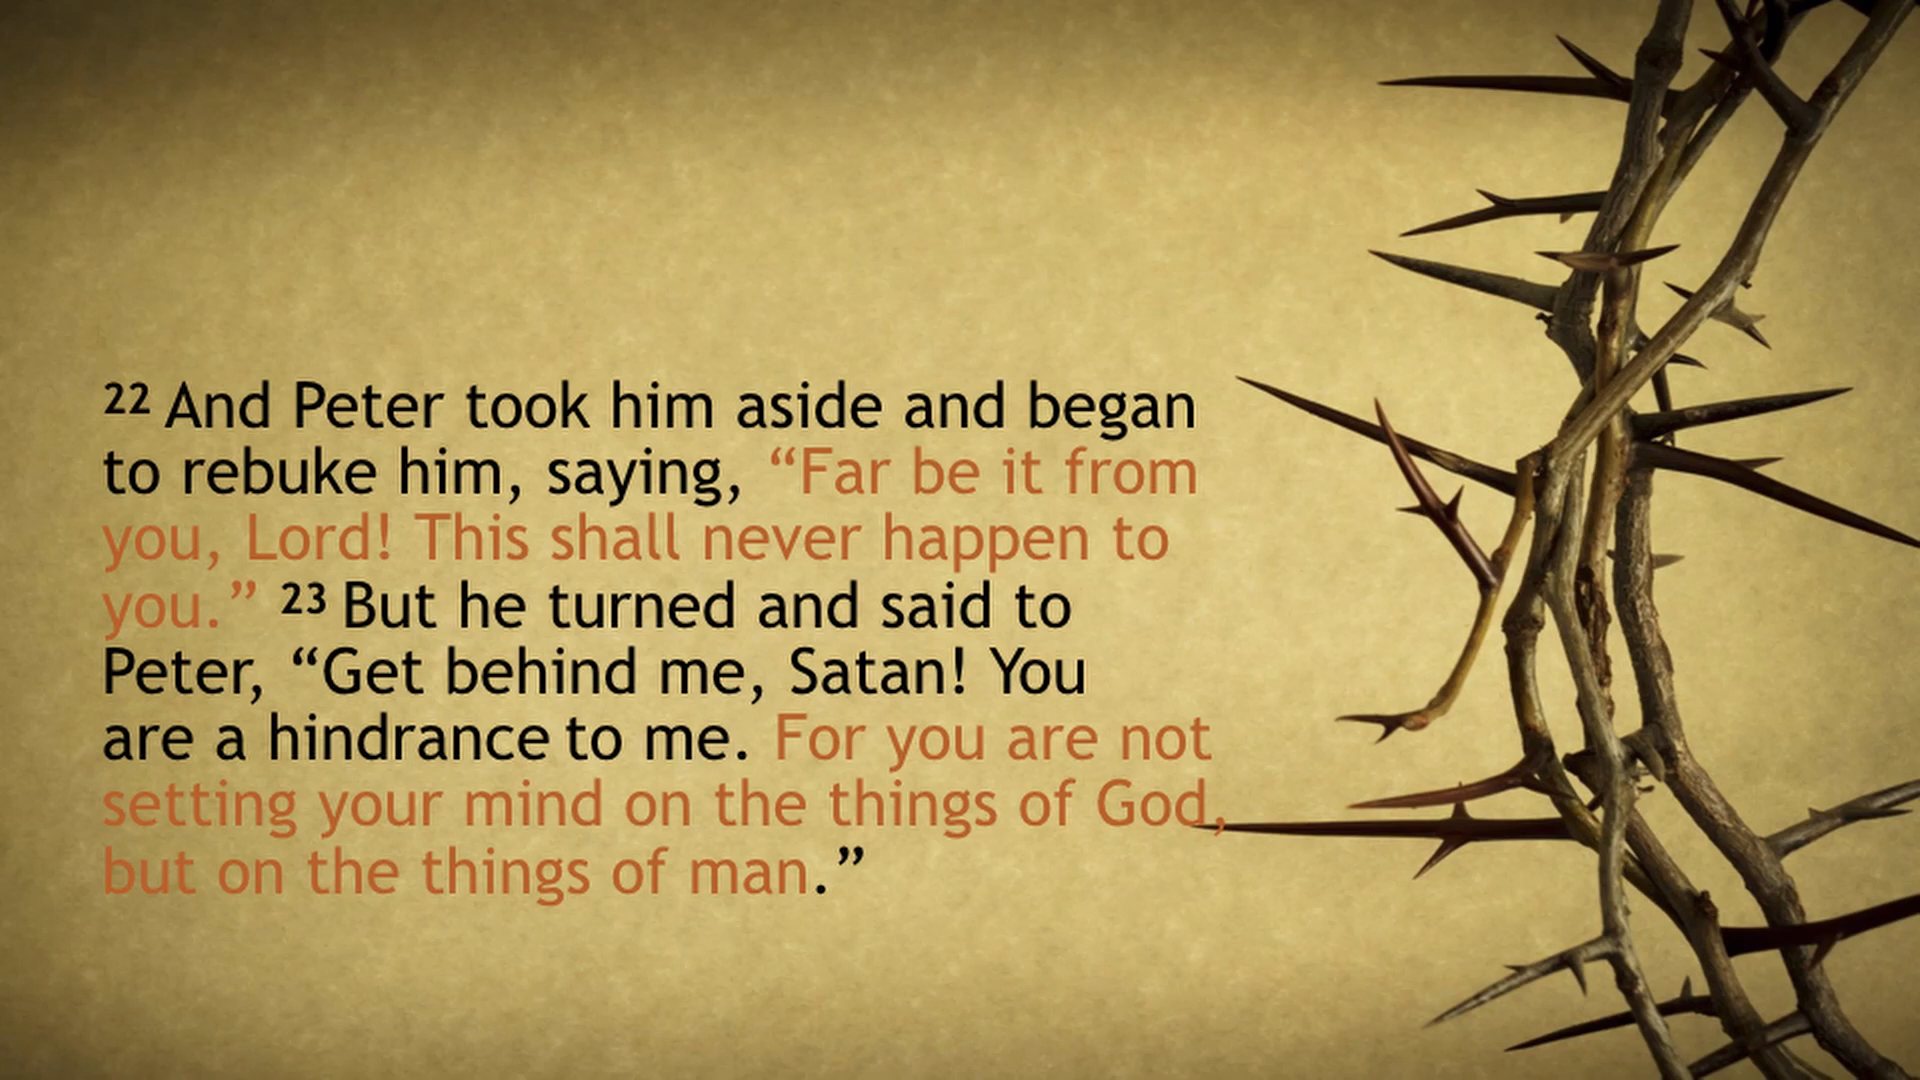 22 And Peter took him aside and began
to rebuke him, saying, “Far be it from
you, Lord! This shall never happen to
you.” 23 But he turned and said to
Peter, “Get behind me, Satan! You
are a hindrance to me. For you are not
setting your mind on the things of God,
but on the things of man.”